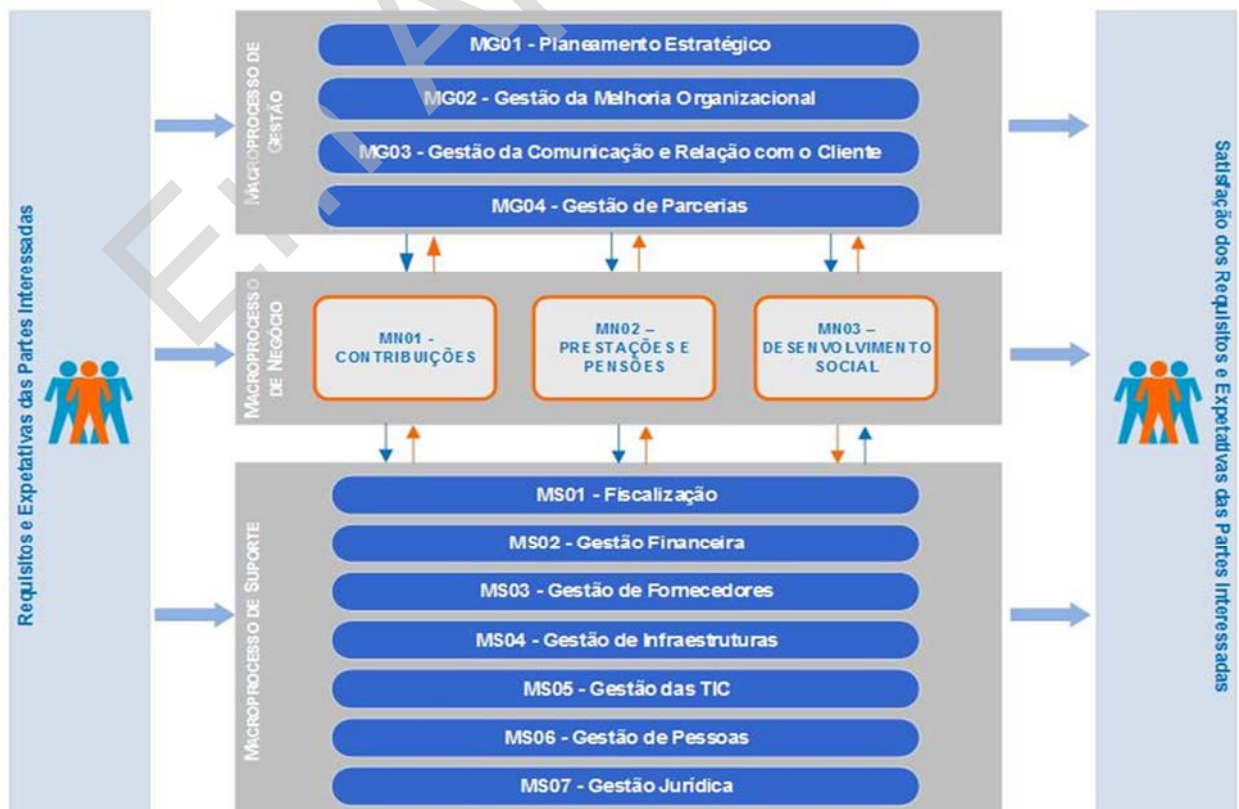 Requisitos e Expetativas das Partes Interessadas
MACROPROCESSO DE
GESTÃO
MG01 - Planeamento Estratégico
MG02 - Gestão da Melhoria Organizacional
MG03 - Gestão da Comunicação e Relação com o Cliente
MG04 - Gestão de Parcerias
MACROPROCESSO
DE NEGÓCIO
MN01 -
CONTRIBUIÇÕES
MN02 –
PRESTAÇÕES E
PENSÕES
MN03 –
DESENVOLVIMENTO
SOCIAL
MACROPROCESSO DE SUPORTE
MS01 - Fiscalização
MS02 - Gestão Financeira
MS03 - Gestão de Fornecedores
MS04 - Gestão de Infraestruturas
MS05 - Gestão das TIC
MS06 - Gestão de Pessoas
MS07 - Gestão Jurídica
Satisfação dos Requisitos e Expetativas das Partes Interessadas